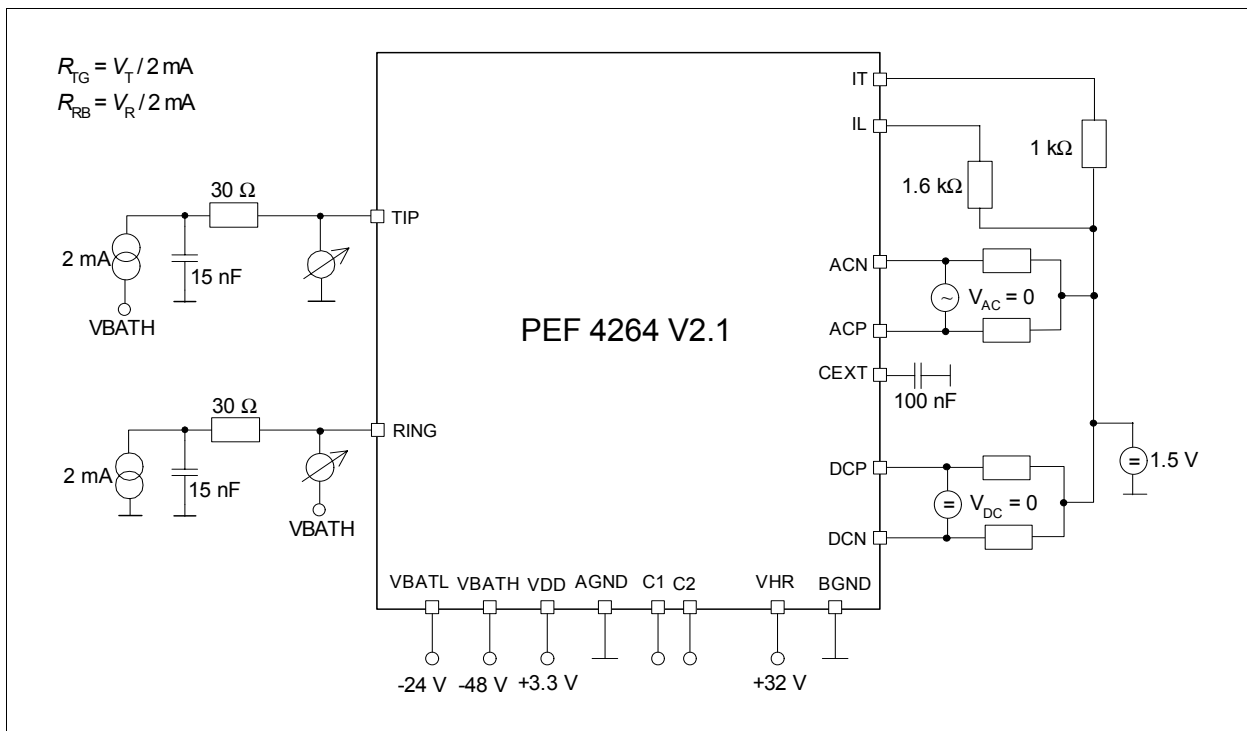 R_TG = V_T / 2 mA
R_RB = V_R / 2 mA
IT
IL
1 kΩ
1.6 kΩ
30 Ω
TIP
2 mA
15 nF
VBATH
ACN
V_AC = 0
~
ACP
PEF 4264 V2.1
CEXT
100 nF
30 Ω
RING
2 mA
15 nF
VBATH
DCP
=
V_DC = 0
DCN
=
1.5 V
VBATL
VBATH
VDD
AGND
C1
C2
VHR
BGND
-24 V
-48 V
+3.3 V
+32 V